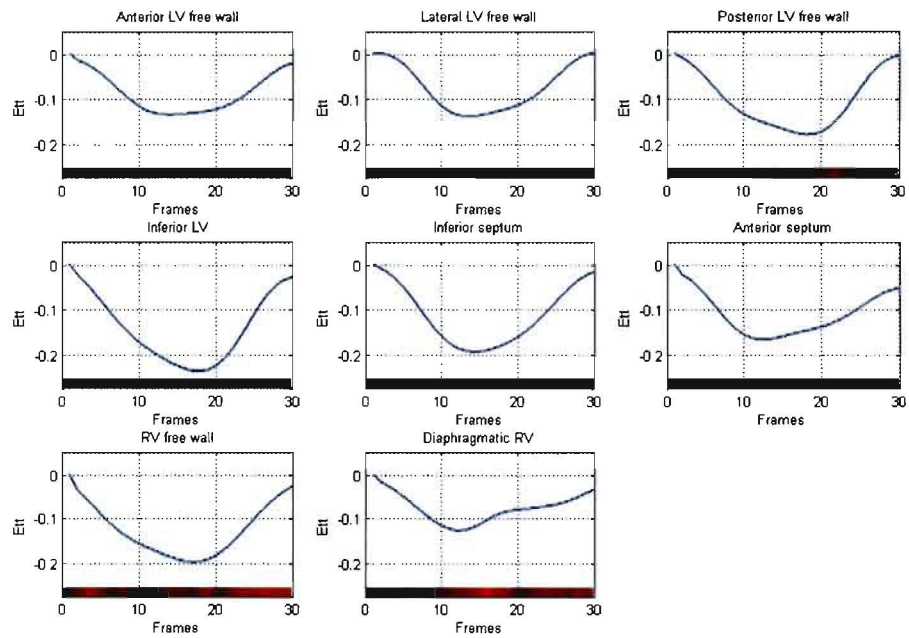 Anterior LV free wall
Lateral LV free wall
Posterior LV free wall
0
-0.1
-0.2
Ett
0 10 20 30
Frames
0
-0.1
-0.2
Ett
0 10 20 30
Frames
0
-0.1
-0.2
Ett
0 10 20 30
Frames
Inferior LV
Inferior septum
Anterior septum
0
-0.1
-0.2
Ett
0 10 20 30
Frames
0
-0.1
-0.2
Ett
0 10 20 30
Frames
0
-0.1
-0.2
Ett
0 10 20 30
Frames
RV free wall
Diaphragmatic RV
0
-0.1
-0.2
Ett
0 10 20 30
Frames
0
-0.1
-0.2
Ett
0 10 20 30
Frames